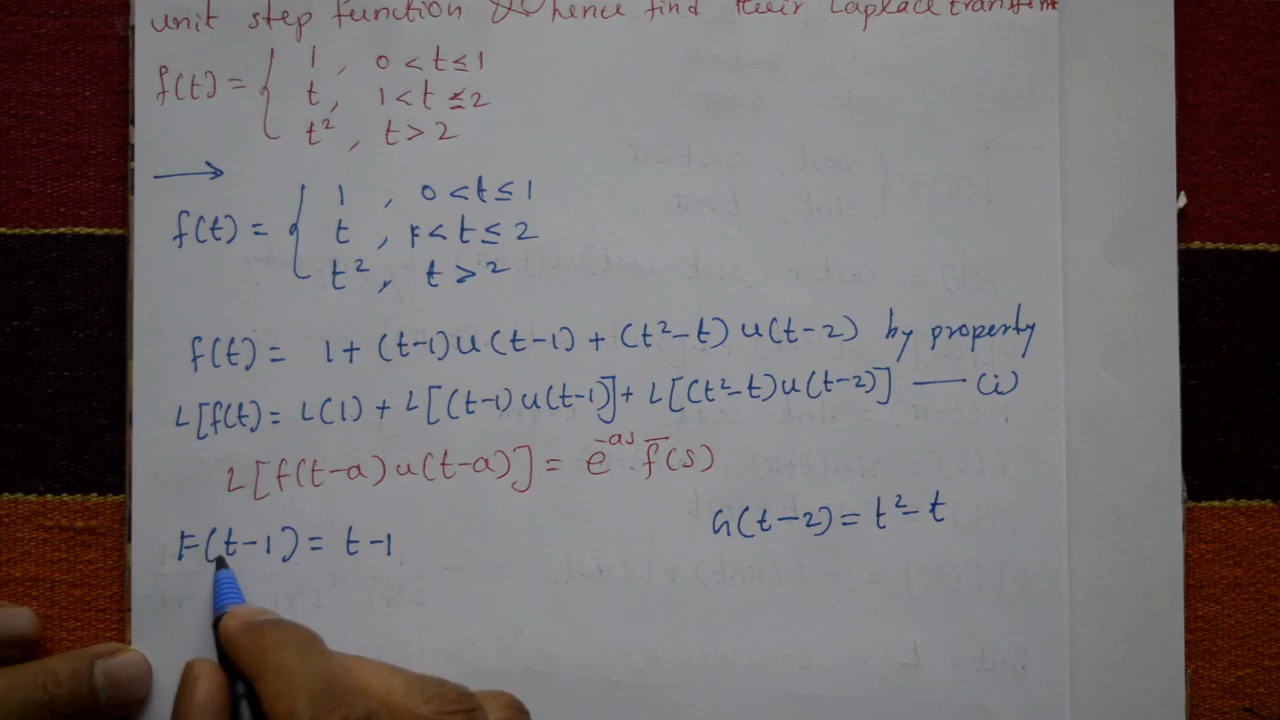 unit step function & hence find their Laplace transform
f(t) = { 1 , 0 < t ≤ 1
t , 1 < t ≤ 2
t² , t > 2
→
f(t) = { 1 , 0 < t ≤ 1
t , 1 < t ≤ 2
t² , t > 2
f(t) = 1 + (t-1) u(t-1) + (t²-t) u(t-2) by property
L[f(t) = L(1) + L[(t-1) u(t-1)] + L[(t²-t) u(t-2)] — (i)
L[f(t-a) u(t-a)] = e^{-as} f̅(s)
F(t-1) = t-1 G(t-2) = t²-t